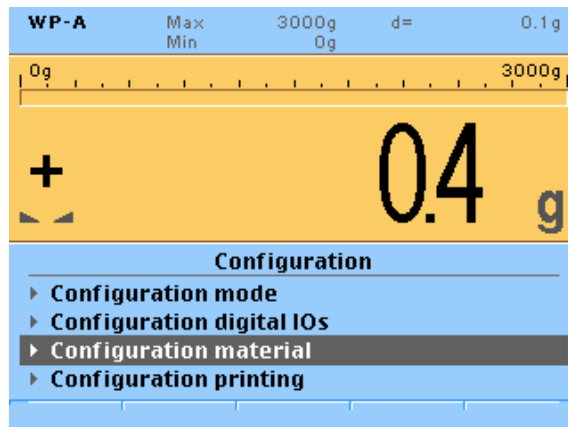 WP-A Max 3000g d= 0.1g
Min 0g
0g 3000g
+ 0.4 g
Configuration
Configuration mode
Configuration digital IOs
Configuration material
Configuration printing